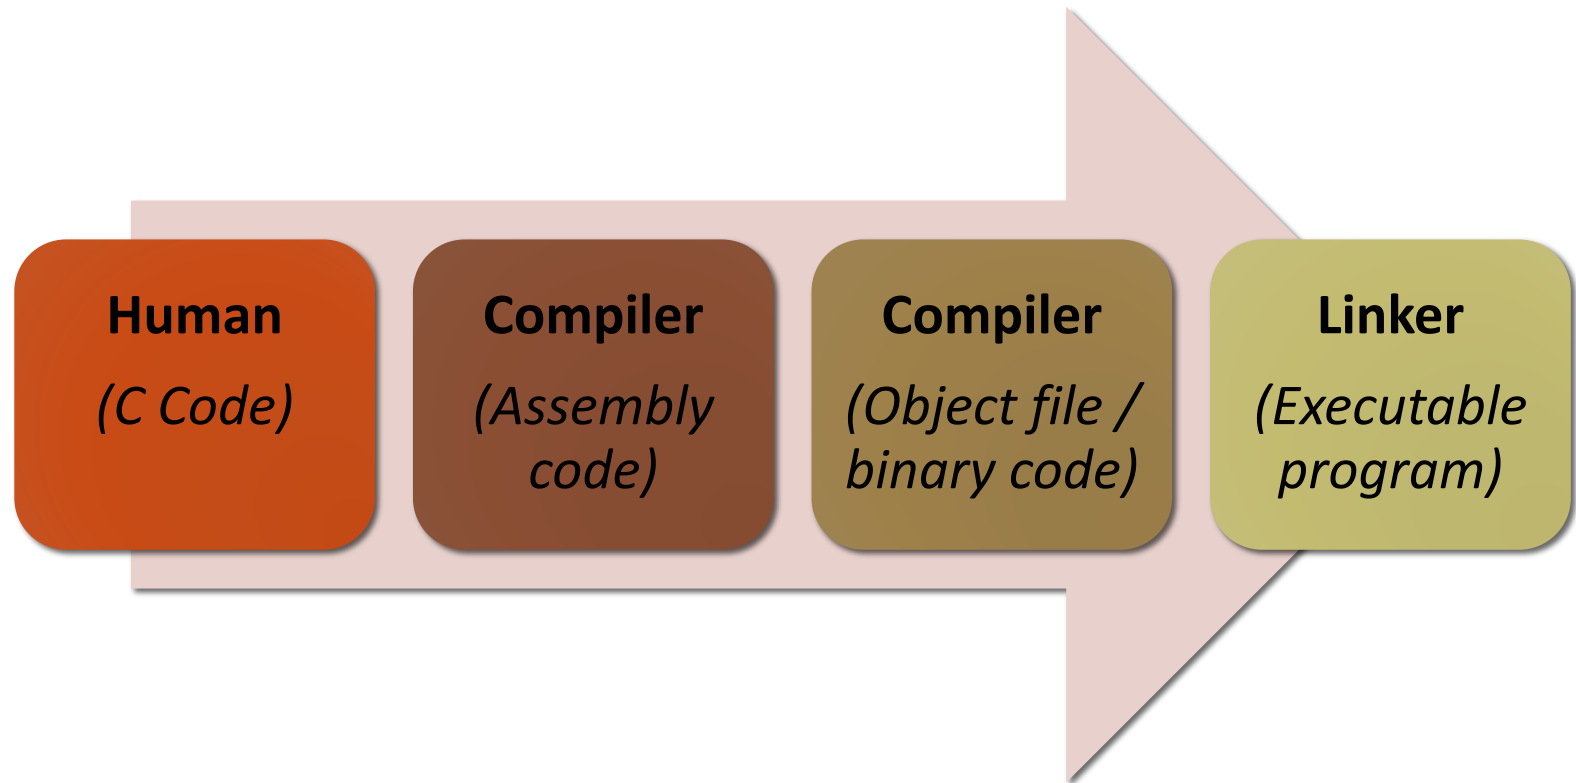 Human
(C Code)
Compiler
(Assembly
code)
Compiler
(Object file /
binary code)
Linker
(Executable
program)